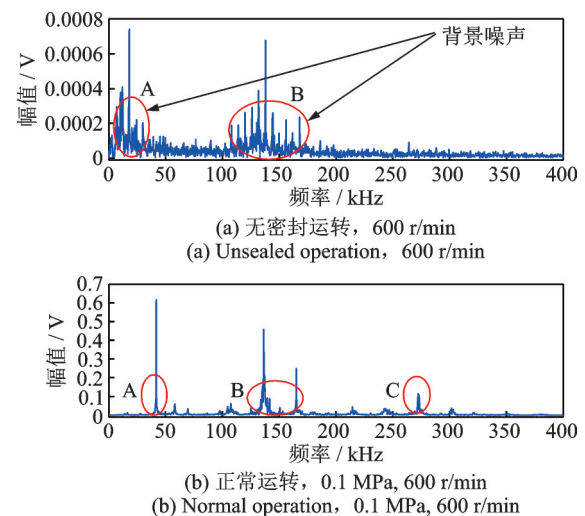 0.0008
0.0006
0.0004
0.0002
0
幅值 / V
A
B
背景噪声
0 50 100 150 200 250 300 350 400
频率 / kHz
(a) 无密封运转，600 r/min
(a) Unsealed operation，600 r/min
0.7
0.6
0.5
0.4
0.3
0.2
0.1
0
幅值 / V
A
B
C
0 50 100 150 200 250 300 350 400
频率 / kHz
(b) 正常运转，0.1 MPa, 600 r/min
(b) Normal operation，0.1 MPa, 600 r/min